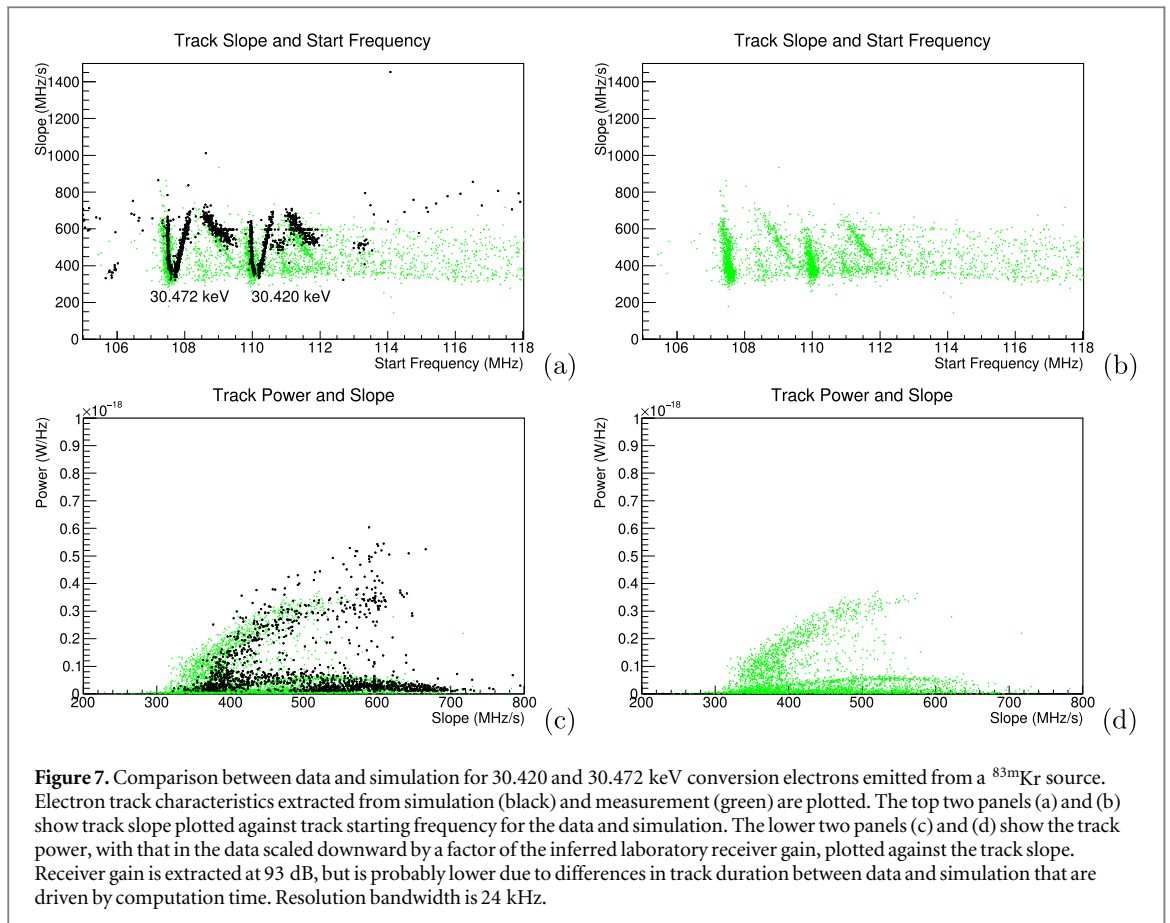 Track Slope and Start Frequency
Slope (MHz/s)
1400
1200
1000
800
600
400
200
0
30.472 keV 30.420 keV
106 108 110 112 114 116 118
Start Frequency (MHz)
(a)
Track Slope and Start Frequency
Slope (MHz/s)
1400
1200
1000
800
600
400
200
0
106 108 110 112 114 116 118
Start Frequency (MHz)
(b)
Track Power and Slope
×10⁻¹⁸
Power (W/Hz)
1
0.9
0.8
0.7
0.6
0.5
0.4
0.3
0.2
0.1
0
200 300 400 500 600 700 800
Slope (MHz/s)
(c)
Track Power and Slope
×10⁻¹⁸
Power (W/Hz)
1
0.9
0.8
0.7
0.6
0.5
0.4
0.3
0.2
0.1
0
200 300 400 500 600 700 800
Slope (MHz/s)
(d)
Figure 7. Comparison between data and simulation for 30.420 and 30.472 keV conversion electrons emitted from a ⁸³ᵐKr source.
Electron track characteristics extracted from simulation (black) and measurement (green) are plotted. The top two panels (a) and (b)
show track slope plotted against track starting frequency for the data and simulation. The lower two panels (c) and (d) show the track
power, with that in the data scaled downward by a factor of the inferred laboratory receiver gain, plotted against the track slope.
Receiver gain is extracted at 93 dB, but is probably lower due to differences in track duration between data and simulation that are
driven by computation time. Resolution bandwidth is 24 kHz.